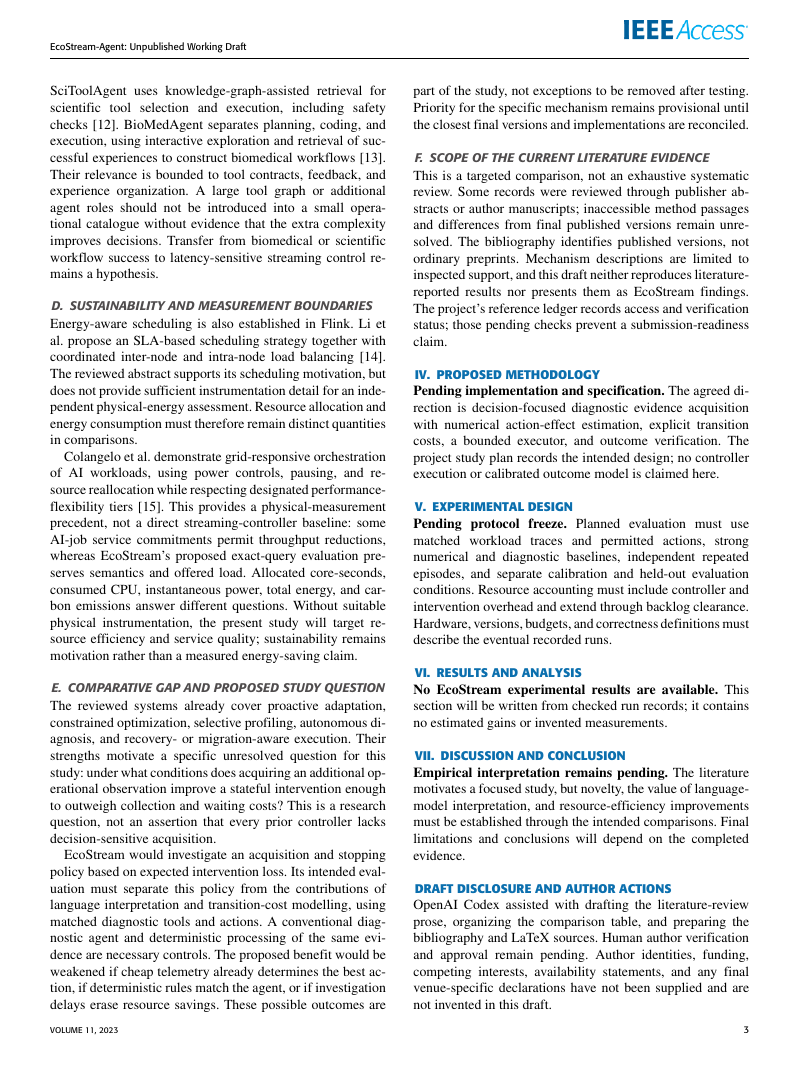 EcoStream-Agent: Unpublished Working Draft
IEEE Access
SciToolAgent uses knowledge-graph-assisted retrieval for
scientific tool selection and execution, including safety
checks [12]. BioMedAgent separates planning, coding, and
execution, using interactive exploration and retrieval of suc-
cessful experiences to construct biomedical workflows [13].
Their relevance is bounded to tool contracts, feedback, and
experience organization. A large tool graph or additional
agent roles should not be introduced into a small opera-
tional catalogue without evidence that the extra complexity
improves decisions. Transfer from biomedical or scientific
workflow success to latency-sensitive streaming control re-
mains a hypothesis.
D. SUSTAINABILITY AND MEASUREMENT BOUNDARIES
Energy-aware scheduling is also established in Flink. Li et
al. propose an SLA-based scheduling strategy together with
coordinated inter-node and intra-node load balancing [14].
The reviewed abstract supports its scheduling motivation, but
does not provide sufficient instrumentation detail for an inde-
pendent physical-energy assessment. Resource allocation and
energy consumption must therefore remain distinct quantities
in comparisons.
Colangelo et al. demonstrate grid-responsive orchestration
of AI workloads, using power controls, pausing, and re-
source reallocation while respecting designated performance-
flexibility tiers [15]. This provides a physical-measurement
precedent, not a direct streaming-controller baseline: some
AI-job service commitments permit throughput reductions,
whereas EcoStream's proposed exact-query evaluation pre-
serves semantics and offered load. Allocated core-seconds,
consumed CPU, instantaneous power, total energy, and car-
bon emissions answer different questions. Without suitable
physical instrumentation, the present study will target re-
source efficiency and service quality; sustainability remains
motivation rather than a measured energy-saving claim.
E. COMPARATIVE GAP AND PROPOSED STUDY QUESTION
The reviewed systems already cover proactive adaptation,
constrained optimization, selective profiling, autonomous di-
agnosis, and recovery- or migration-aware execution. Their
strengths motivate a specific unresolved question for this
study: under what conditions does acquiring an additional op-
erational observation improve a stateful intervention enough
to outweigh collection and waiting costs? This is a research
question, not an assertion that every prior controller lacks
decision-sensitive acquisition.
EcoStream would investigate an acquisition and stopping
policy based on expected intervention loss. Its intended eval-
uation must separate this policy from the contributions of
language interpretation and transition-cost modelling, using
matched diagnostic tools and actions. A conventional diag-
nostic agent and deterministic processing of the same evi-
dence are necessary controls. The proposed benefit would be
weakened if cheap telemetry already determines the best ac-
tion, if deterministic rules match the agent, or if investigation
delays erase resource savings. These possible outcomes are
part of the study, not exceptions to be removed after testing.
Priority for the specific mechanism remains provisional until
the closest final versions and implementations are reconciled.
F. SCOPE OF THE CURRENT LITERATURE EVIDENCE
This is a targeted comparison, not an exhaustive systematic
review. Some records were reviewed through publisher ab-
stracts or author manuscripts; inaccessible method passages
and differences from final published versions remain unre-
solved. The bibliography identifies published versions, not
ordinary preprints. Mechanism descriptions are limited to
inspected support, and this draft neither reproduces literature-
reported results nor presents them as EcoStream findings.
The project's reference ledger records access and verification
status; those pending checks prevent a submission-readiness
claim.
IV. PROPOSED METHODOLOGY
Pending implementation and specification. The agreed di-
rection is decision-focused diagnostic evidence acquisition
with numerical action-effect estimation, explicit transition
costs, a bounded executor, and outcome verification. The
project study plan records the intended design; no controller
execution or calibrated outcome model is claimed here.
V. EXPERIMENTAL DESIGN
Pending protocol freeze. Planned evaluation must use
matched workload traces and permitted actions, strong
numerical and diagnostic baselines, independent repeated
episodes, and separate calibration and held-out evaluation
conditions. Resource accounting must include controller and
intervention overhead and extend through backlog clearance.
Hardware, versions, budgets, and correctness definitions must
describe the eventual recorded runs.
VI. RESULTS AND ANALYSIS
No EcoStream experimental results are available. This
section will be written from checked run records; it contains
no estimated gains or invented measurements.
VII. DISCUSSION AND CONCLUSION
Empirical interpretation remains pending. The literature
motivates a focused study, but novelty, the value of language-
model interpretation, and resource-efficiency improvements
must be established through the intended comparisons. Final
limitations and conclusions will depend on the completed
evidence.
DRAFT DISCLOSURE AND AUTHOR ACTIONS
OpenAI Codex assisted with drafting the literature-review
prose, organizing the comparison table, and preparing the
bibliography and LaTeX sources. Human author verification
and approval remain pending. Author identities, funding,
competing interests, availability statements, and any final
venue-specific declarations have not been supplied and are
not invented in this draft.
VOLUME 11, 2023
3